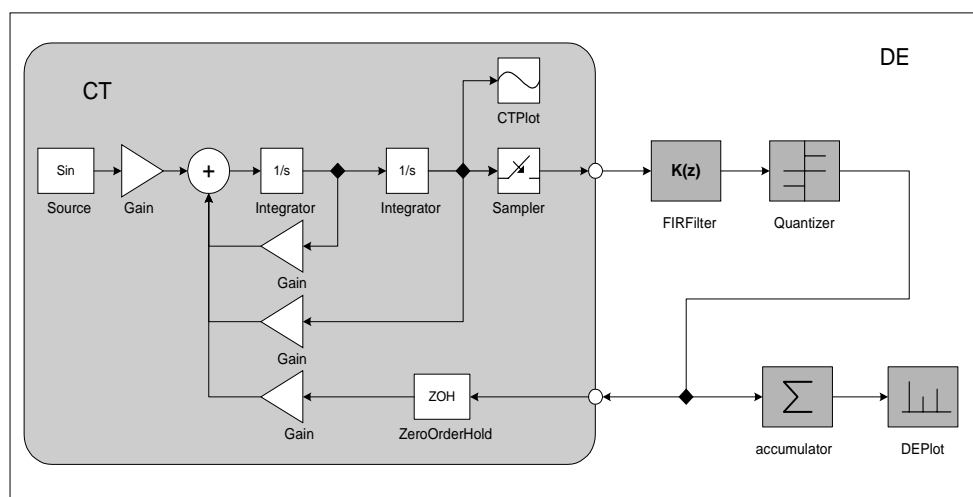 DE
CT
CTPlot
Sin
+
1/s
1/s
K(z)
Source
Gain
Integrator
Integrator
Sampler
FIRFilter
Quantizer
Gain
Gain
ZOH
Σ
Gain
ZeroOrderHold
accumulator
DEPlot